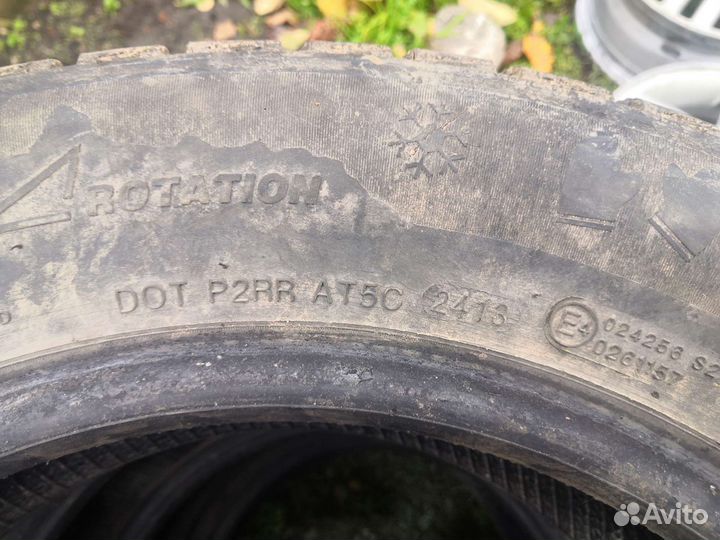 ROTATION
DOT P2RR AT5C 2413
E4
024256 S2
0261157
Avito